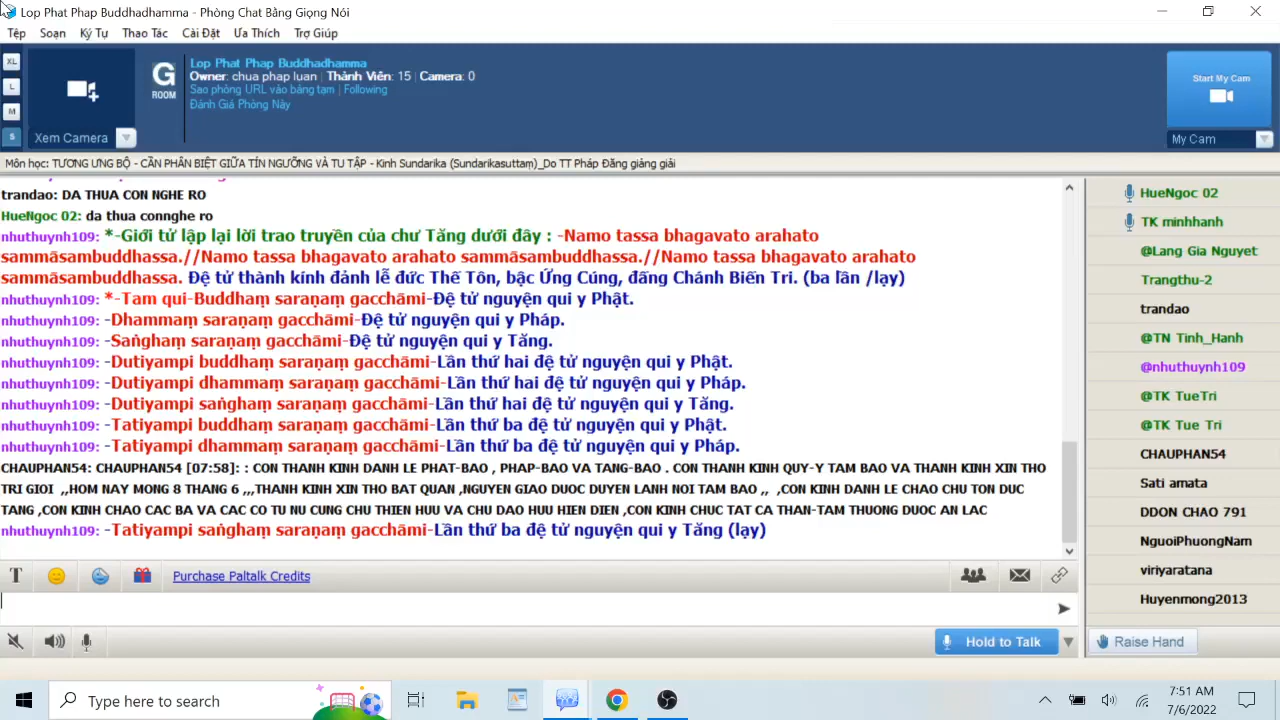 Lop Phat Phap Buddhadhamma - Phòng Chat Bằng Giọng Nói
Tệp Soạn Ký Tự Thao Tác Cài Đặt Ưa Thích Trợ Giúp
XL
L
M
S
Xem Camera
G
ROOM
Lop Phat Phap Buddhadhamma
Owner: chua phap luan | Thành Viên: 15 | Camera: 0
Sao phỏng URL vào bảng tạm | Following
Đánh Giá Phòng Này
Start My Cam
My Cam
Môn học: TƯƠNG ƯNG BỘ - CẦN PHÂN BIỆT GIỮA TÍN NGƯỠNG VÀ TU TẬP - Kinh Sundarika (Sundarikasuttaṃ)_Do TT Pháp Đăng giảng giải
trandao: DA THUA CON NGHE RO
HueNgoc 02: da thua connghe ro
nhuthuynh109: *-Giới tử lập lại lời trao truyền của chư Tăng dưới đây : -Namo tassa bhagavato arahato
sammāsambuddhassa.//Namo tassa bhagavato arahato sammāsambuddhassa.//Namo tassa bhagavato arahato
sammāsambuddhassa. Đệ tử thành kính đảnh lễ đức Thế Tôn, bậc Ứng Cúng, đấng Chánh Biến Tri. (ba lần /lạy)
nhuthuynh109: *-Tam qui-Buddhaṃ saraṇaṃ gacchāmi-Đệ tử nguyện qui y Phật.
nhuthuynh109: -Dhammaṃ saraṇaṃ gacchāmi-Đệ tử nguyện qui y Pháp.
nhuthuynh109: -Saṅghaṃ saraṇaṃ gacchāmi-Đệ tử nguyện qui y Tăng.
nhuthuynh109: -Dutiyampi buddhaṃ saraṇaṃ gacchāmi-Lần thứ hai đệ tử nguyện qui y Phật.
nhuthuynh109: -Dutiyampi dhammaṃ saraṇaṃ gacchāmi-Lần thứ hai đệ tử nguyện qui y Pháp.
nhuthuynh109: -Dutiyampi saṅghaṃ saraṇaṃ gacchāmi-Lần thứ hai đệ tử nguyện qui y Tăng.
nhuthuynh109: -Tatiyampi buddhaṃ saraṇaṃ gacchāmi-Lần thứ ba đệ tử nguyện qui y Phật.
nhuthuynh109: -Tatiyampi dhammaṃ saraṇaṃ gacchāmi-Lần thứ ba đệ tử nguyện qui y Pháp.
CHAUPHAN54: CHAUPHAN54 [07:58]: : CON THANH KINH DANH LE PHAT-BAO , PHAP-BAO VA TANG-BAO . CON THANH KINH QUY-Y TAM BAO VA THANH KINH XIN THO
TRI GIOI ,,HOM NAY MONG 8 THANG 6 ,,,THANH KINH XIN THO BAT QUAN ,NGUYEN GIAO DUOC DUYEN LANH NOI TAM BAO ,, ,CON KINH DANH LE CHAO CHU TON DUC
TANG ,CON KINH CHAO CAC BA VA CAC CO TU NU CUNG CHU THIEN HUU VA CHU DAO HUU HIEN DIEN ,CON KINH CHUC TAT CA THAN-TAM THUONG DUOC AN LAC
nhuthuynh109: -Tatiyampi saṅghaṃ saraṇaṃ gacchāmi-Lần thứ ba đệ tử nguyện qui y Tăng (lạy)
HueNgoc 02
TK minhhanh
@Lang Gia Nguyet
Trangthu-2
trandao
@TN Tinh_Hanh
@nhuthuynh109
@TK TueTri
@TK Tue Tri
CHAUPHAN54
Sati amata
DDON CHAO 791
NguoiPhuongNam
viriyaratana
Huyenmong2013
T Purchase Paltalk Credits
Hold to Talk
Raise Hand
Type here to search
7:51 AM
7/6/2022